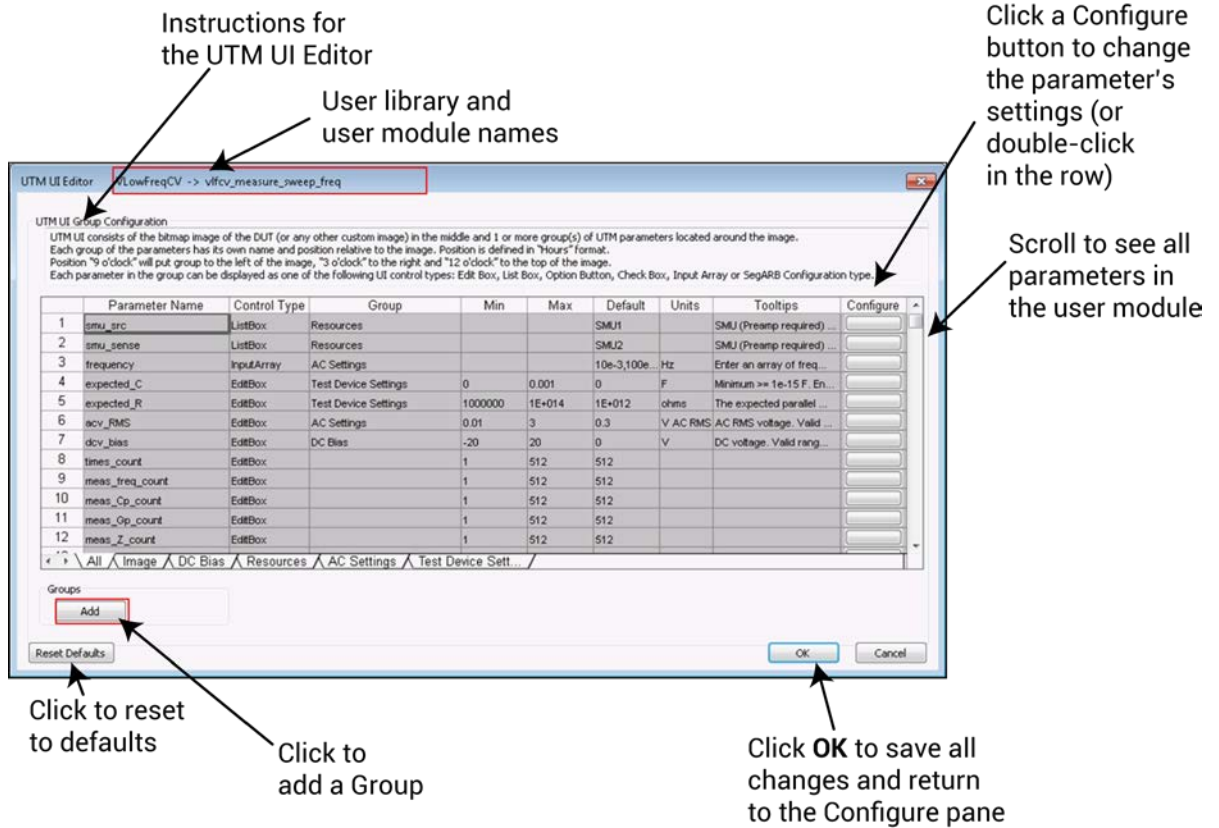 Instructions for
the UTM UI Editor
User library and
user module names
Click a Configure
button to change
the parameter's
settings (or
double-click
in the row)
Scroll to see all
parameters in
the user module
UTM UI Editor VLowFreqCV -> vlfcv_measure_sweep_freq
UTM UI Group Configuration
UTM UI consists of the bitmap image of the DUT (or any other custom image) in the middle and 1 or more group(s) of UTM parameters located around the image.
Each group of the parameters has its own name and position relative to the image. Position is defined in "Hours" format.
Position "9 o'clock" will put group to the left of the image, "3 o'clock" to the right and "12 o'clock" to the top of the image.
Each parameter in the group can be displayed as one of the following UI control types: Edit Box, List Box, Option Button, Check Box, Input Array or SegARB Configuration type.
Parameter Name Control Type Group Min Max Default Units Tooltips Configure
1 smu_src ListBox Resources SMU1 SMU (Preamp required) ...
2 smu_sense ListBox Resources SMU2 SMU (Preamp required) ...
3 frequency InputArray AC Settings 10e-3,100e... Hz Enter an array of freq...
4 expected_C EditBox Test Device Settings 0 0.001 0 F Minimum >= 1e-15 F. En...
5 expected_R EditBox Test Device Settings 1000000 1E+014 1E+012 ohms The expected parallel ...
6 acv_RMS EditBox AC Settings 0.01 3 0.3 V AC RMS AC RMS voltage. Valid ...
7 dcv_bias EditBox DC Bias -20 20 0 V DC voltage. Valid rang...
8 times_count EditBox 1 512 512
9 meas_freq_count EditBox 1 512 512
10 meas_Cp_count EditBox 1 512 512
11 meas_Gp_count EditBox 1 512 512
12 meas_Z_count EditBox 1 512 512
All Image DC Bias Resources AC Settings Test Device Sett...
Groups
Add
Reset Defaults OK Cancel
Click to reset
to defaults
Click to
add a Group
Click OK to save all
changes and return
to the Configure pane